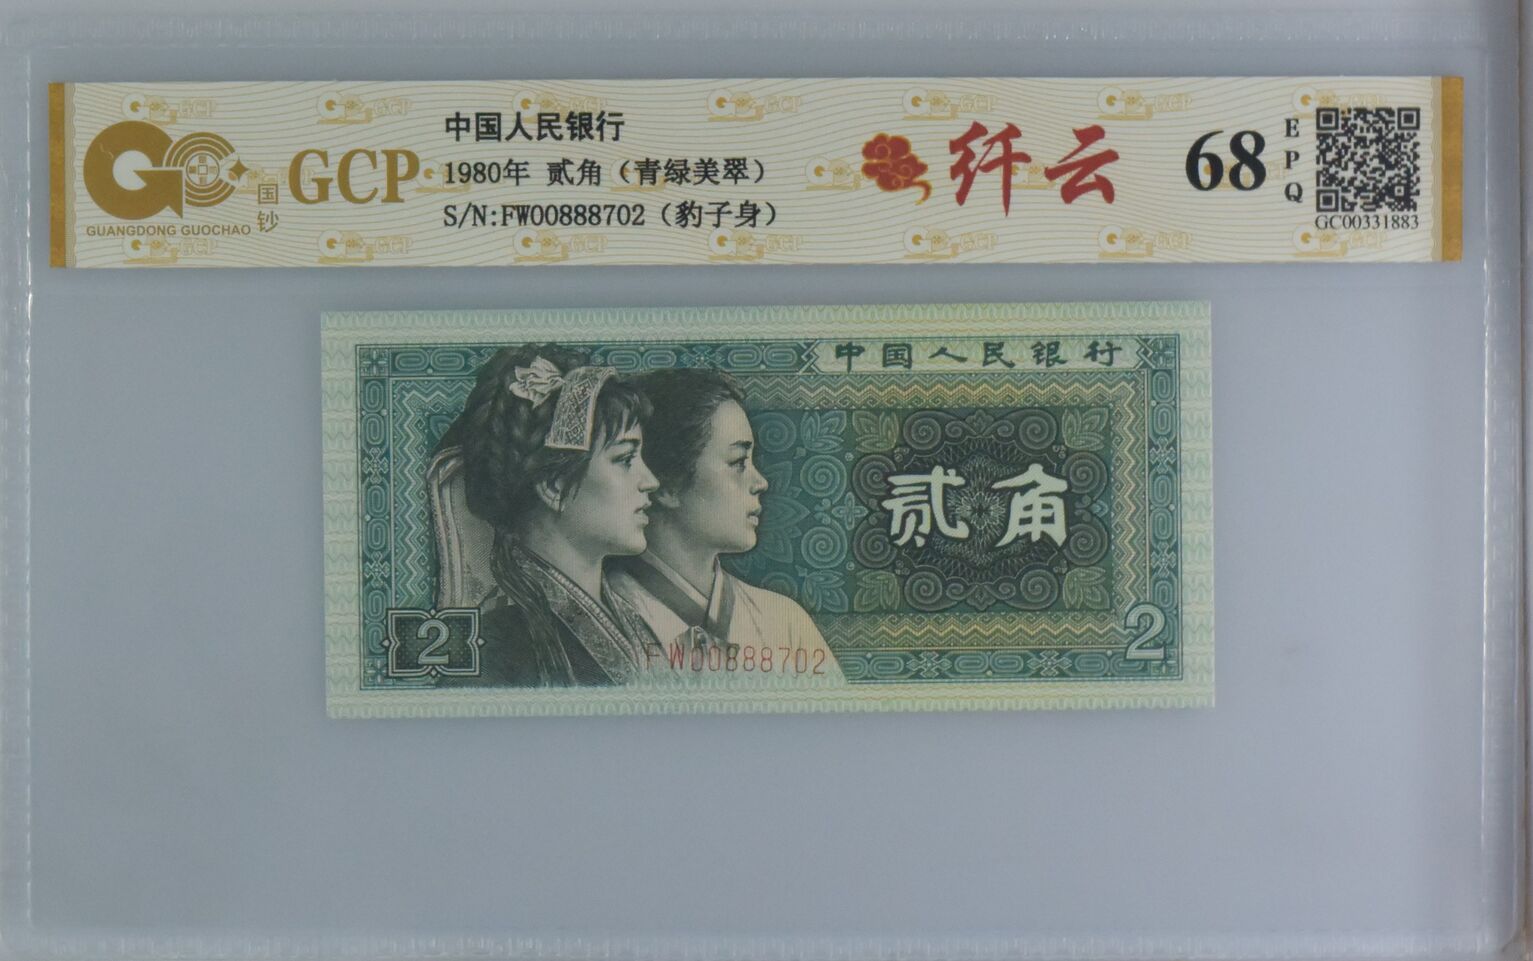 中国人民银行
1980年 贰角（青绿美翠）
S/N:FW00888702（豹子身）
GCP
国钞
GUANGDONG GUOCHAO
纤云
68
EPQ
GC00331883
中国人民银行
贰角
2
2
FW00888702